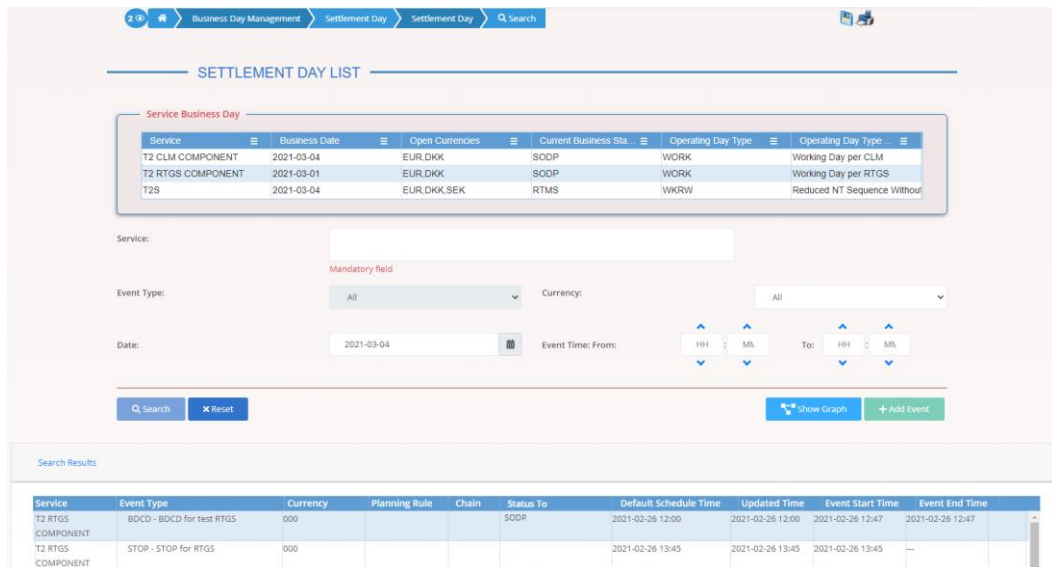 2 Business Day Management Settlement Day Settlement Day Search
SETTLEMENT DAY LIST
Service Business Day
Service Business Date Open Currencies Current Business Sta... Operating Day Type Operating Day Type ...
T2 CLM COMPONENT 2021-03-04 EUR,DKK SODP WORK Working Day per CLM
T2 RTGS COMPONENT 2021-03-01 EUR,DKK SODP WORK Working Day per RTGS
T2S 2021-03-04 EUR,DKK,SEK RTMS WKRW Reduced NT Sequence Without
Service:
Mandatory field
Event Type: All Currency: All
Date: 2021-03-04 Event Time: From: HH : MM To: HH : MM
Search Reset Show Graph + Add Event
Search Results
Service Event Type Currency Planning Rule Chain Status To Default Schedule Time Updated Time Event Start Time Event End Time
T2 RTGS COMPONENT BDCD - BDCD for test RTGS 000 SODP 2021-02-26 12:00 2021-02-26 12:00 2021-02-26 12:47 2021-02-26 12:47
T2 RTGS COMPONENT STOP - STOP for RTGS 000 2021-02-26 13:45 2021-02-26 13:45 2021-02-26 13:45 ---